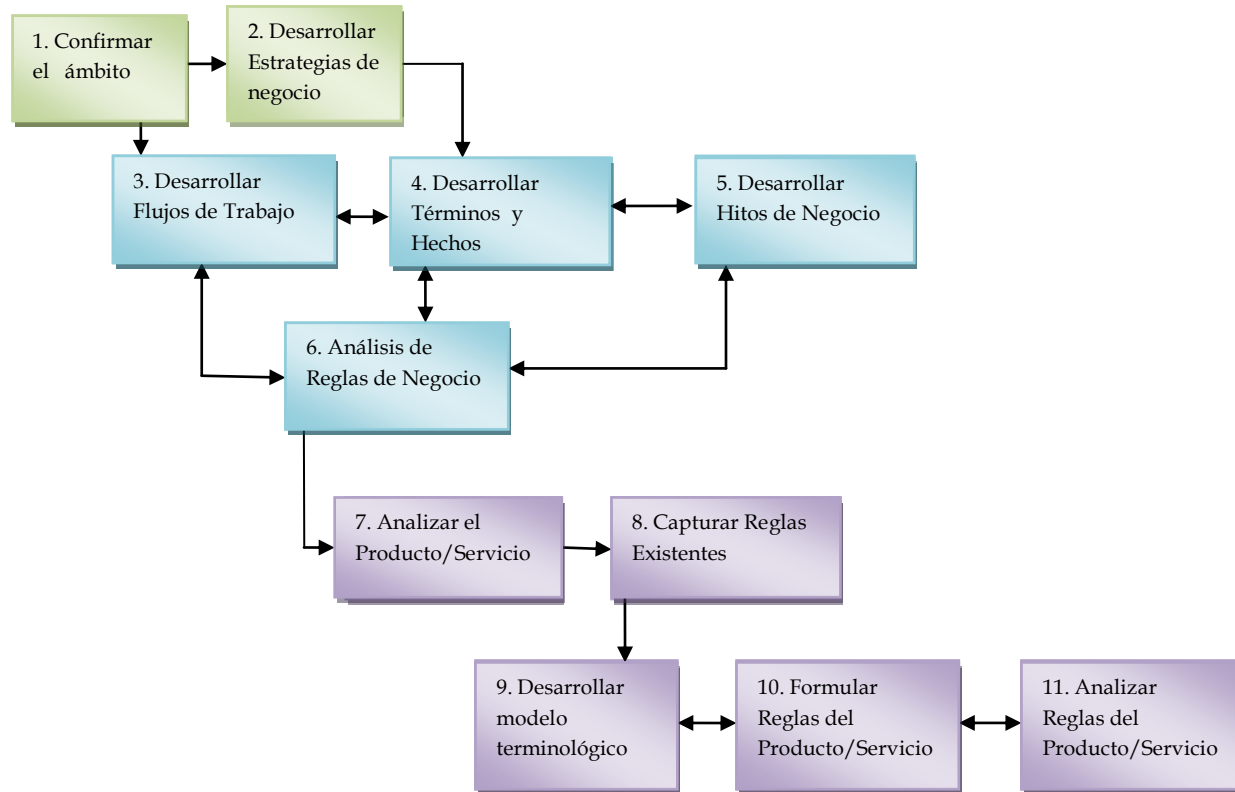 1. Confirmar
el ámbito
2. Desarrollar
Estrategias de
negocio
3. Desarrollar
Flujos de Trabajo
4. Desarrollar
Términos y
Hechos
5. Desarrollar
Hitos de Negocio
6. Análisis de
Reglas de Negocio
7. Analizar el
Producto/Servicio
8. Capturar Reglas
Existentes
9. Desarrollar
modelo
terminológico
10. Formular
Reglas del
Producto/Servicio
11. Analizar
Reglas del
Producto/Servicio